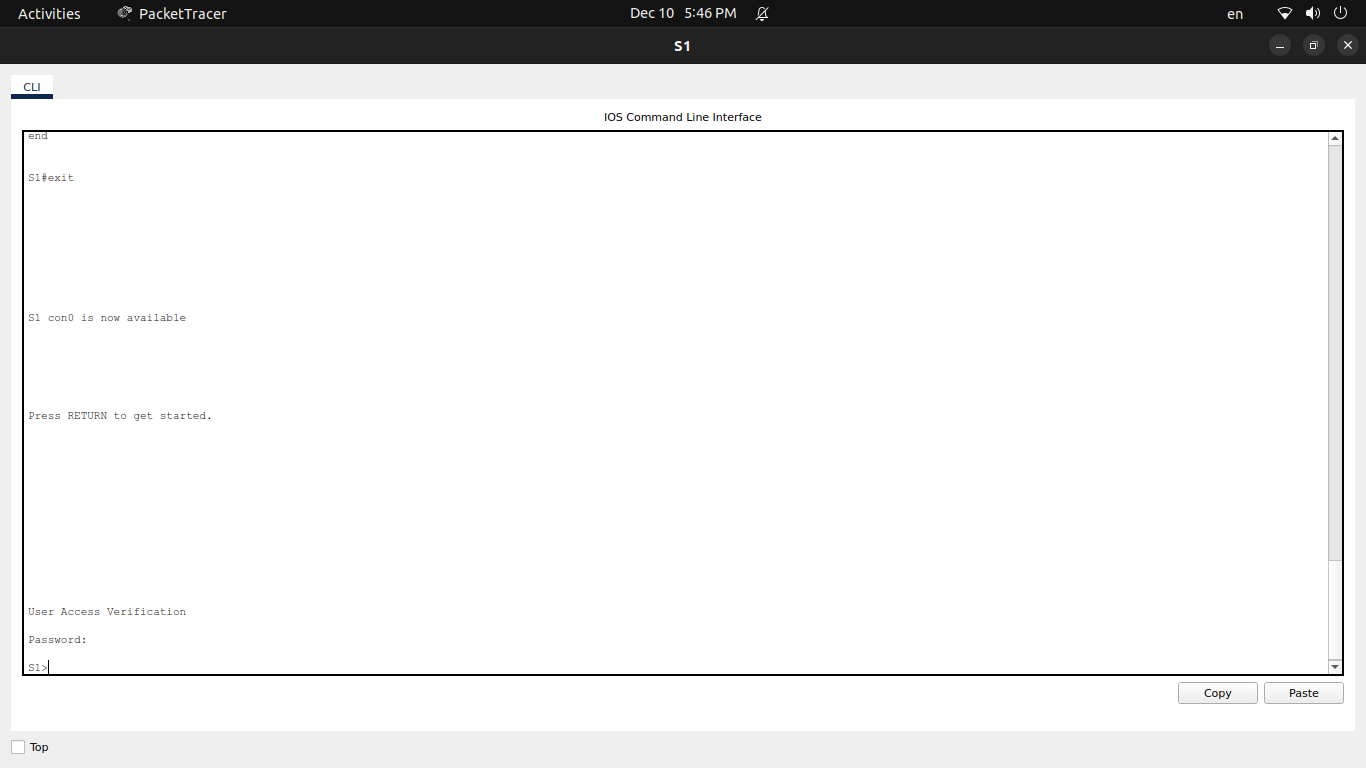 Activities PacketTracer Dec 10 5:46 PM en
S1
CLI
IOS Command Line Interface
end
S1#exit
S1 con0 is now available
Press RETURN to get started.
User Access Verification
Password:
S1>
Copy Paste
Top